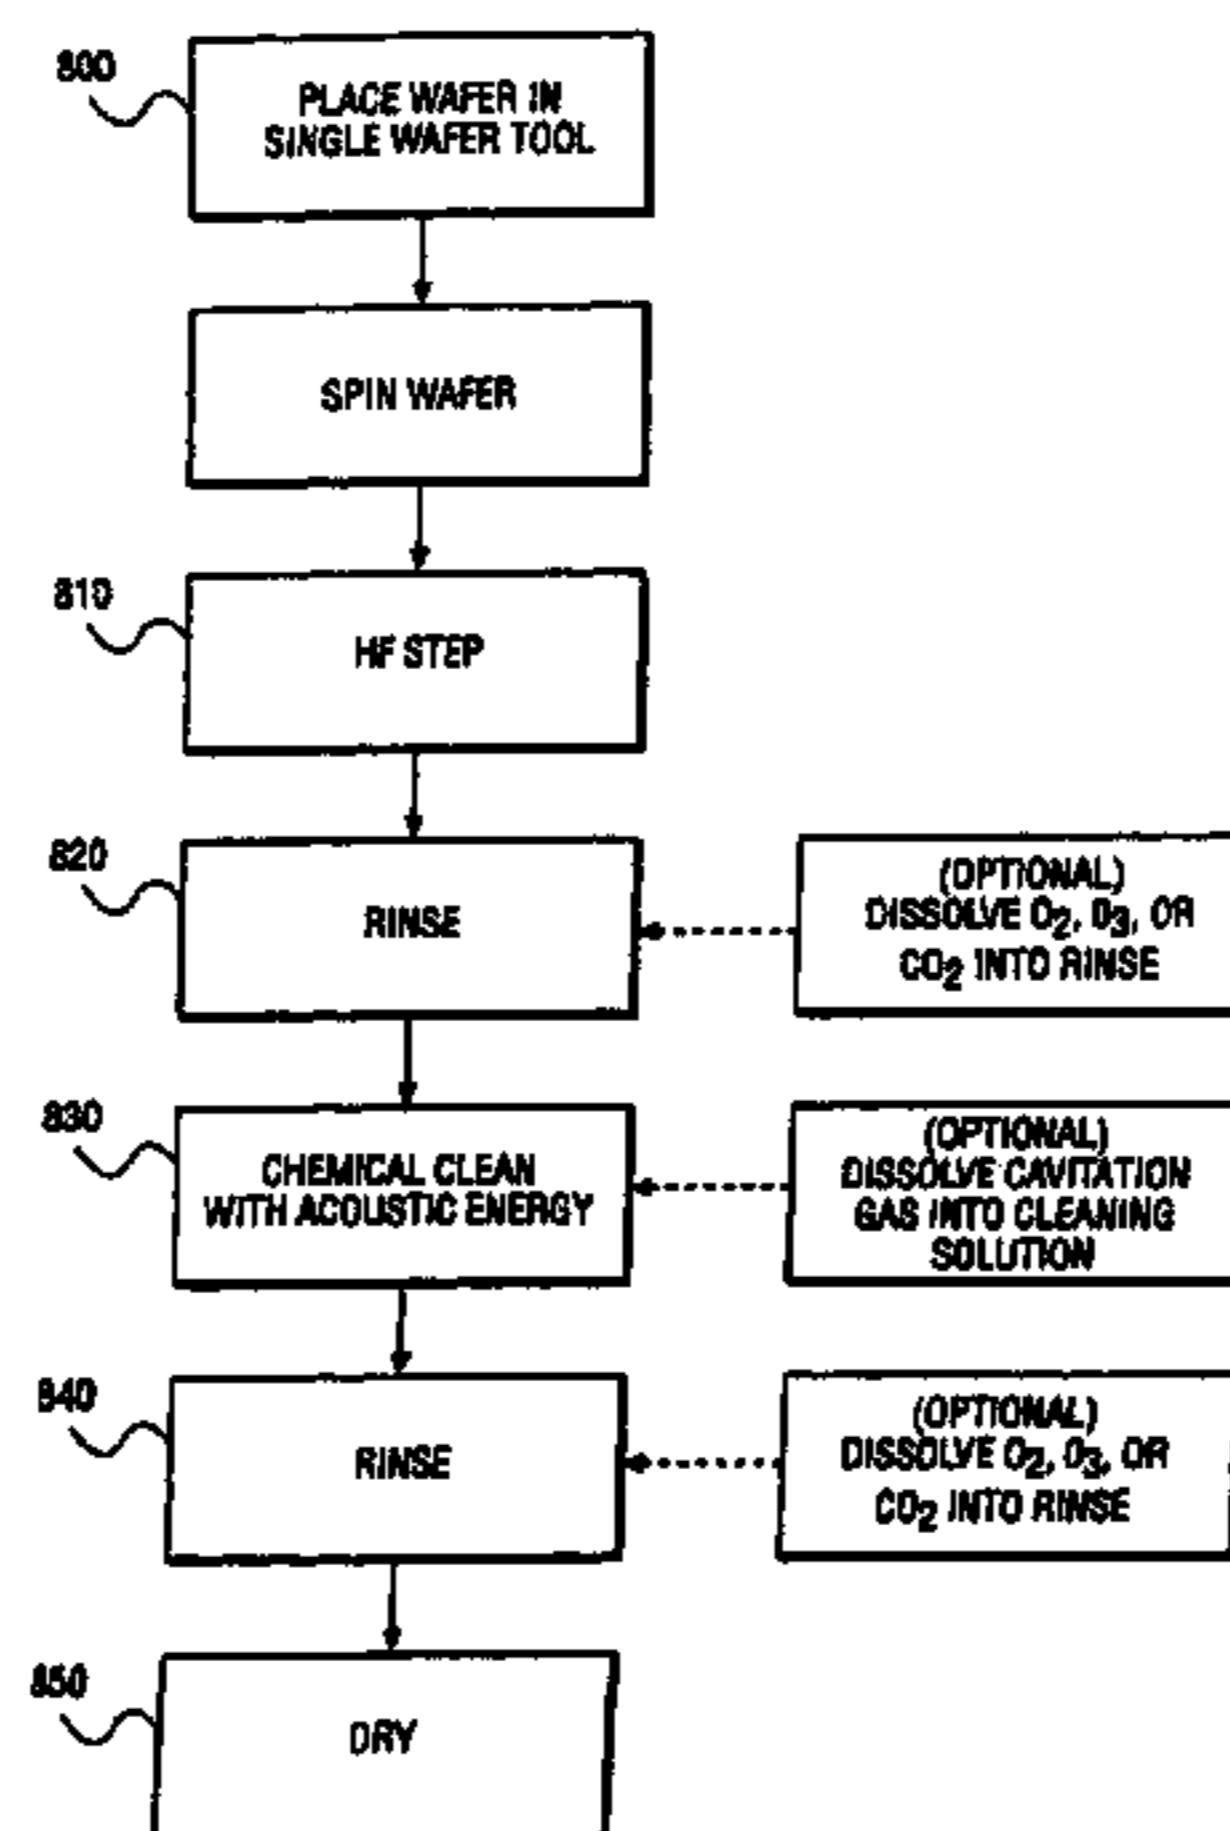 800
PLACE WAFER IN
SINGLE WAFER TOOL
SPIN WAFER
810
HF STEP
820
RINSE
(OPTIONAL)
DISSOLVE O2, O3, OR
CO2 INTO RINSE
830
CHEMICAL CLEAN
WITH ACOUSTIC ENERGY
(OPTIONAL)
DISSOLVE CAVITATION
GAS INTO CLEANING
SOLUTION
840
RINSE
(OPTIONAL)
DISSOLVE O2, O3, OR
CO2 INTO RINSE
850
DRY